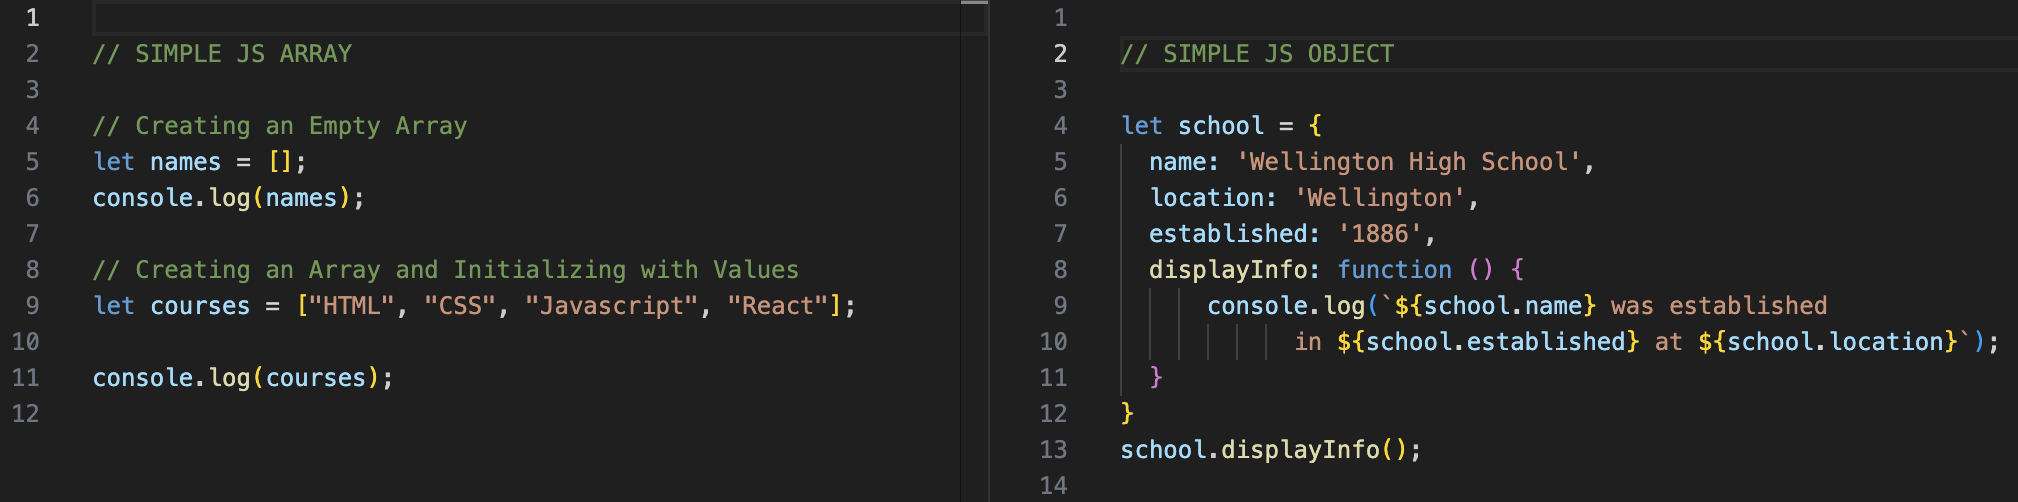 1
2 // SIMPLE JS ARRAY
3
4 // Creating an Empty Array
5 let names = [];
6 console.log(names);
7
8 // Creating an Array and Initializing with Values
9 let courses = ["HTML", "CSS", "Javascript", "React"];
10
11 console.log(courses);
12
1
2 // SIMPLE JS OBJECT
3
4 let school = {
5 name: 'Wellington High School',
6 location: 'Wellington',
7 established: '1886',
8 displayInfo: function () {
9 console.log(`${school.name} was established
10 in ${school.established} at ${school.location}`);
11 }
12 }
13 school.displayInfo();
14